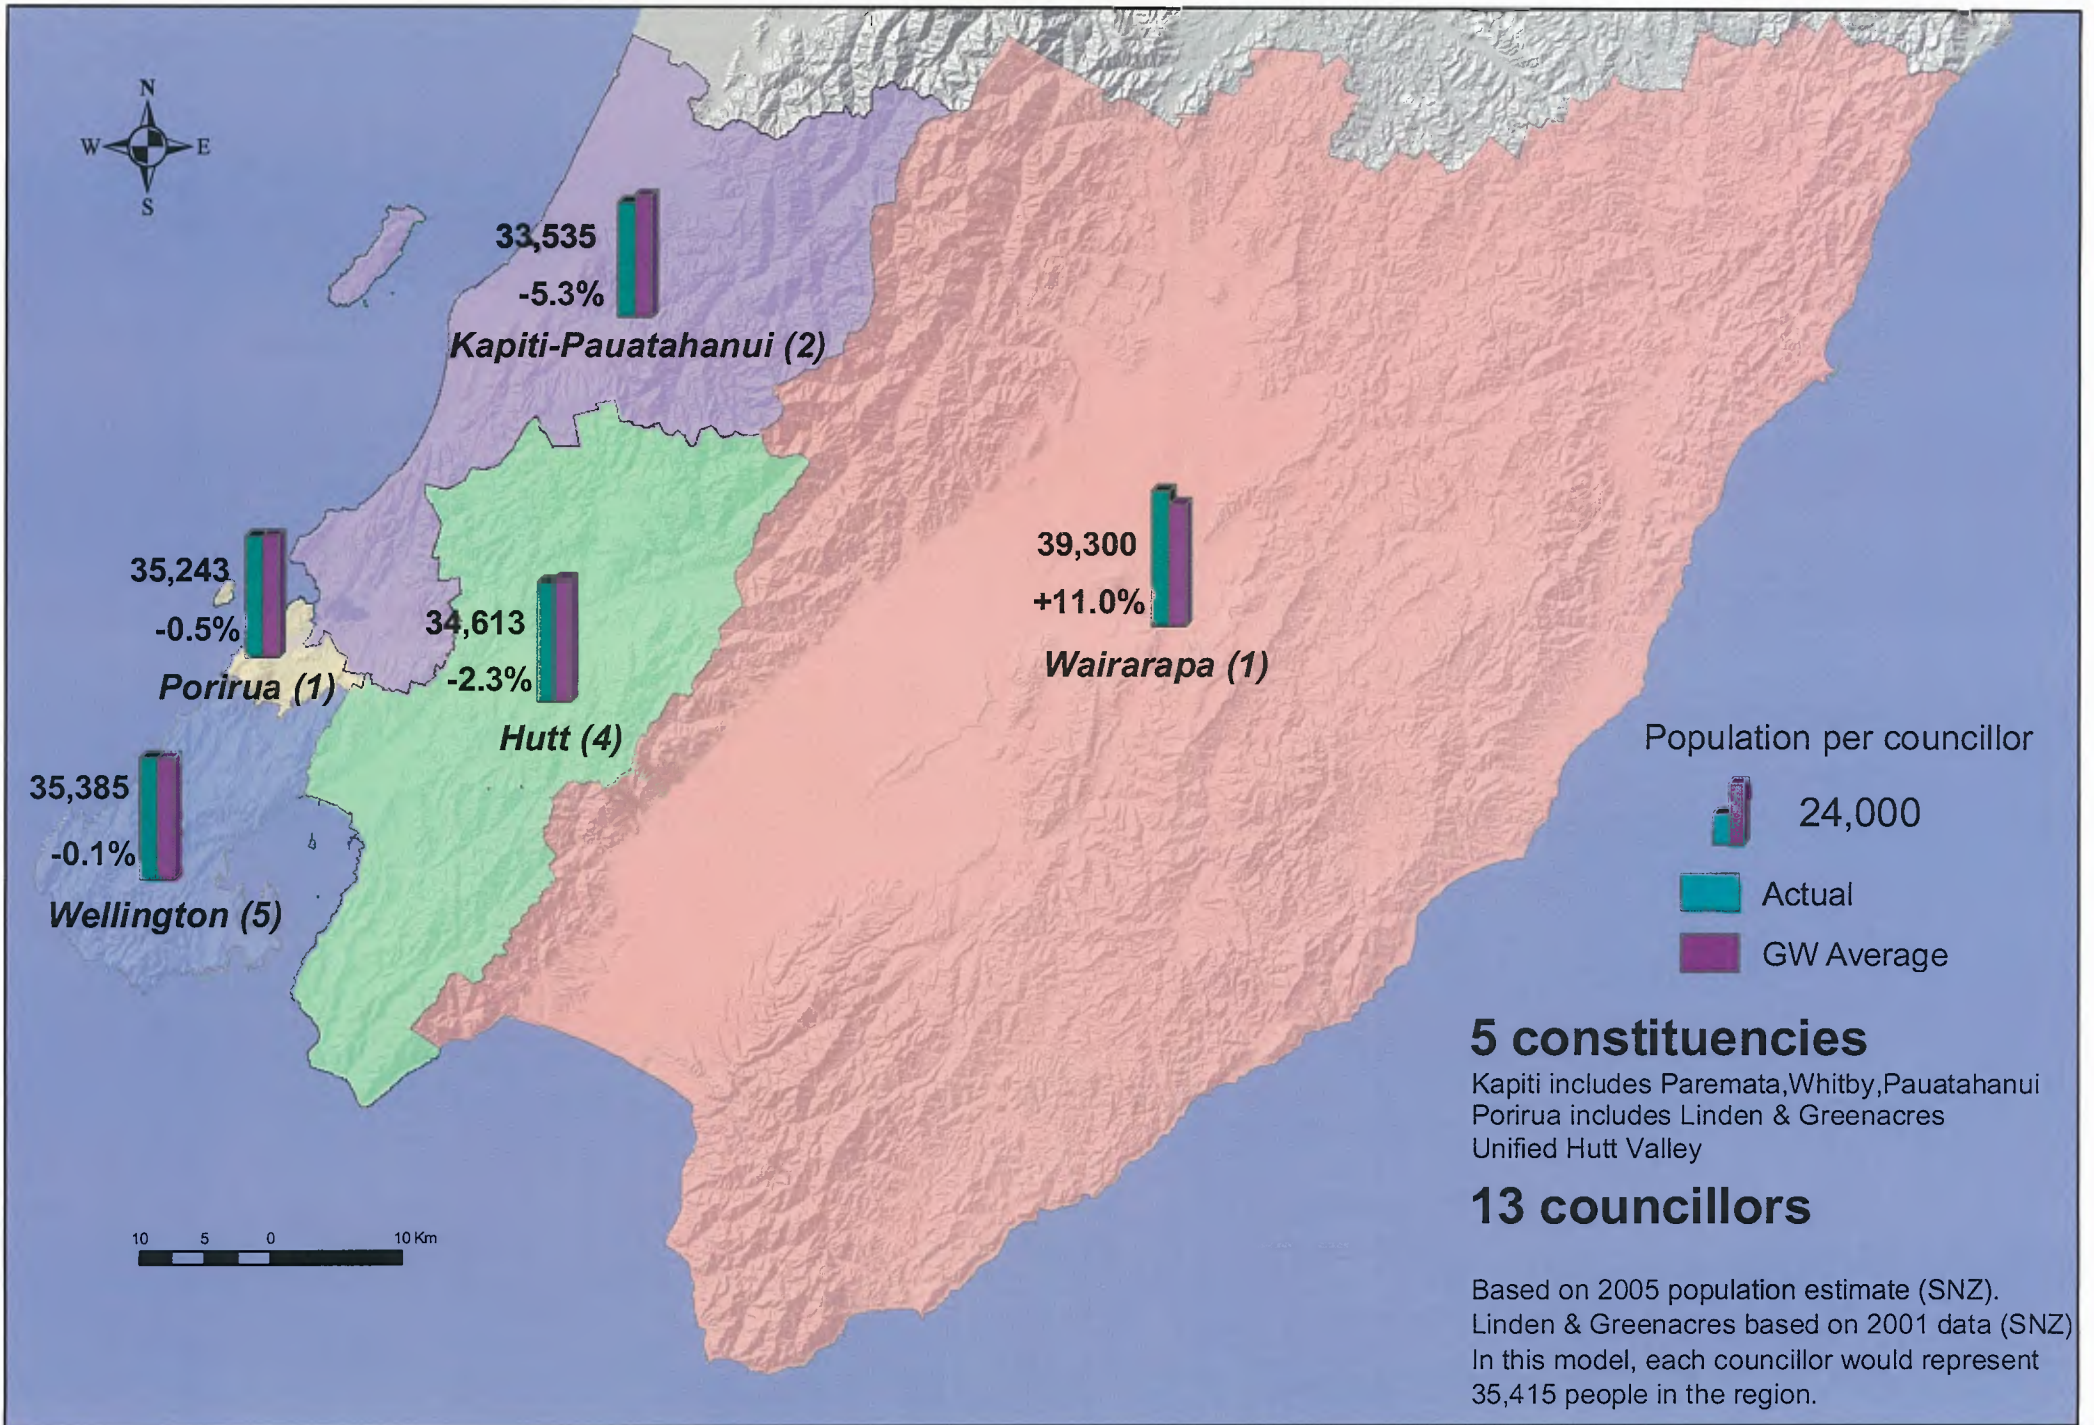 N
W E
S
33,535
-5.3%
Kapiti-Pauatahanui (2)
35,243
-0.5%
Porirua (1)
34,613
-2.3%
Hutt (4)
39,300
+11.0%
Wairarapa (1)
35,385
-0.1%
Wellington (5)
Population per councillor
24,000
Actual
GW Average
5 constituencies
Kapiti includes Paremata,Whitby,Pauatahanui
Porirua includes Linden & Greenacres
Unified Hutt Valley
13 councillors
10 5 0 10 Km
Based on 2005 population estimate (SNZ).
Linden & Greenacres based on 2001 data (SNZ)
In this model, each councillor would represent
35,415 people in the region.